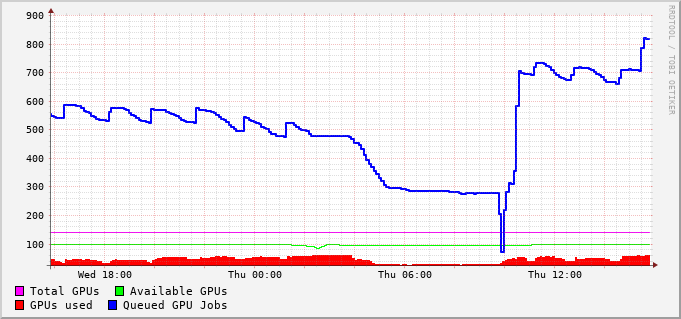 900
800
700
600
500
400
300
200
100
Wed 18:00 Thu 00:00 Thu 06:00 Thu 12:00
Total GPUs Available GPUs
GPUs used Queued GPU Jobs
RRDTOOL / TOBI OETIKER